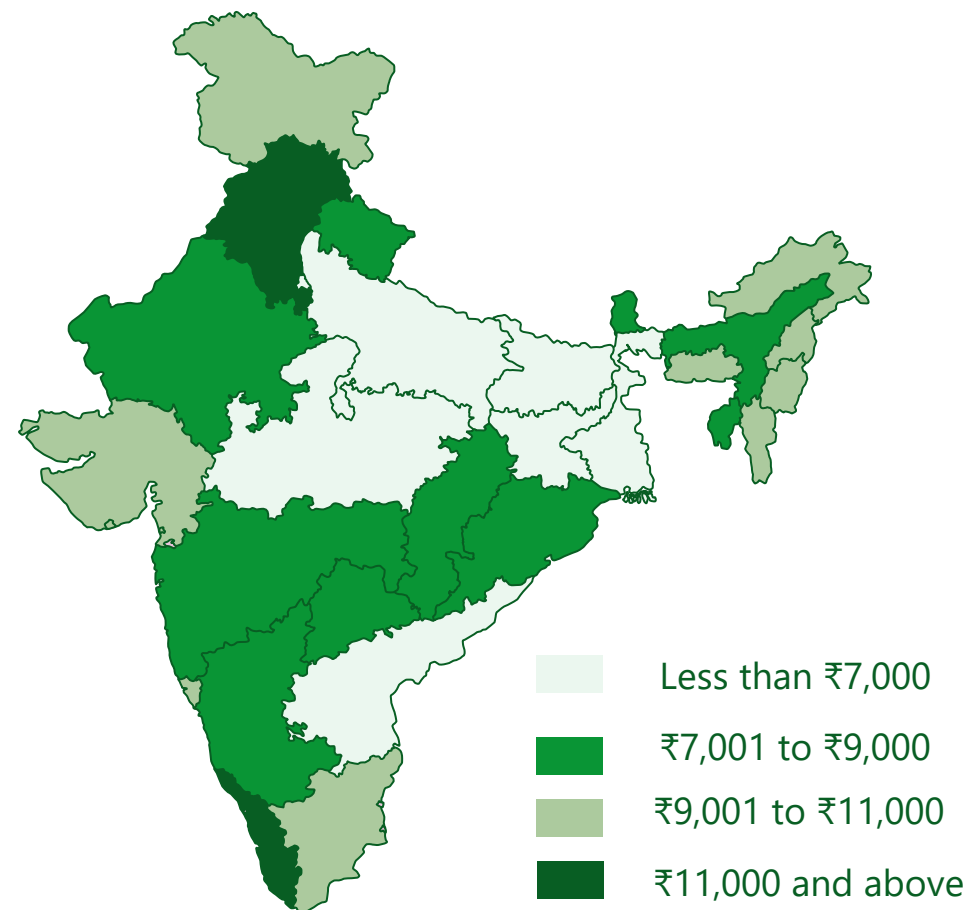 Less than ₹7,000
₹7,001 to ₹9,000
₹9,001 to ₹11,000
₹11,000 and above